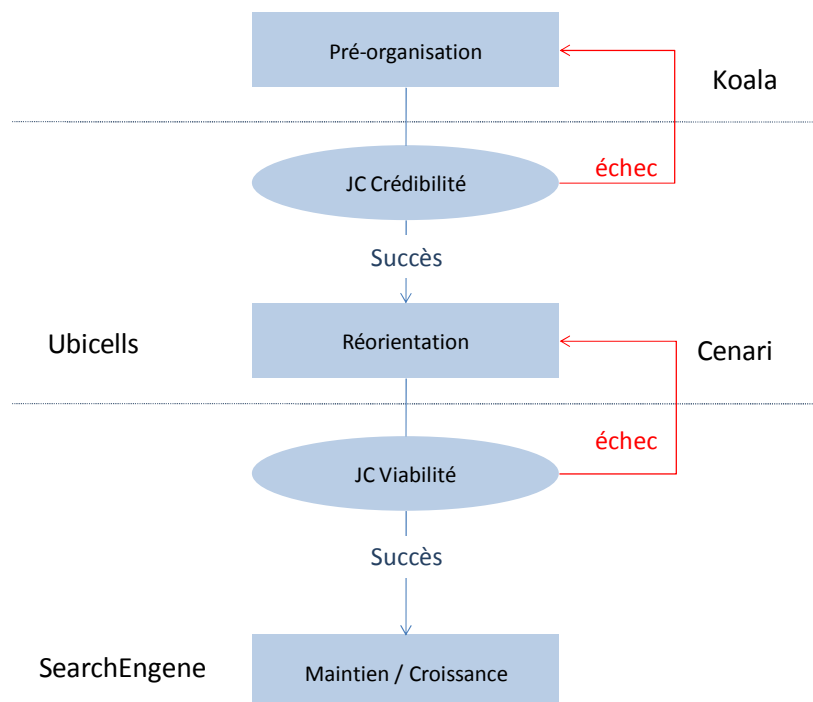 Pré-organisation
Koala
JC Crédibilité
échec
Succès
Ubicells
Réorientation
Cenari
échec
JC Viabilité
Succès
SearchEngene
Maintien / Croissance